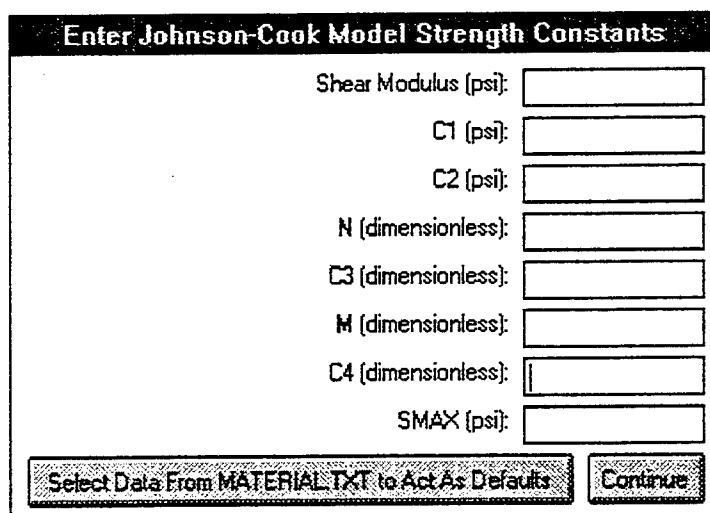 Enter Johnson-Cook Model Strength Constants
Shear Modulus (psi):
C1 (psi):
C2 (psi):
N (dimensionless):
C3 (dimensionless):
M (dimensionless):
C4 (dimensionless):
SMAX (psi):
Select Data From MATERIAL.TXT to Act As Defaults Continue